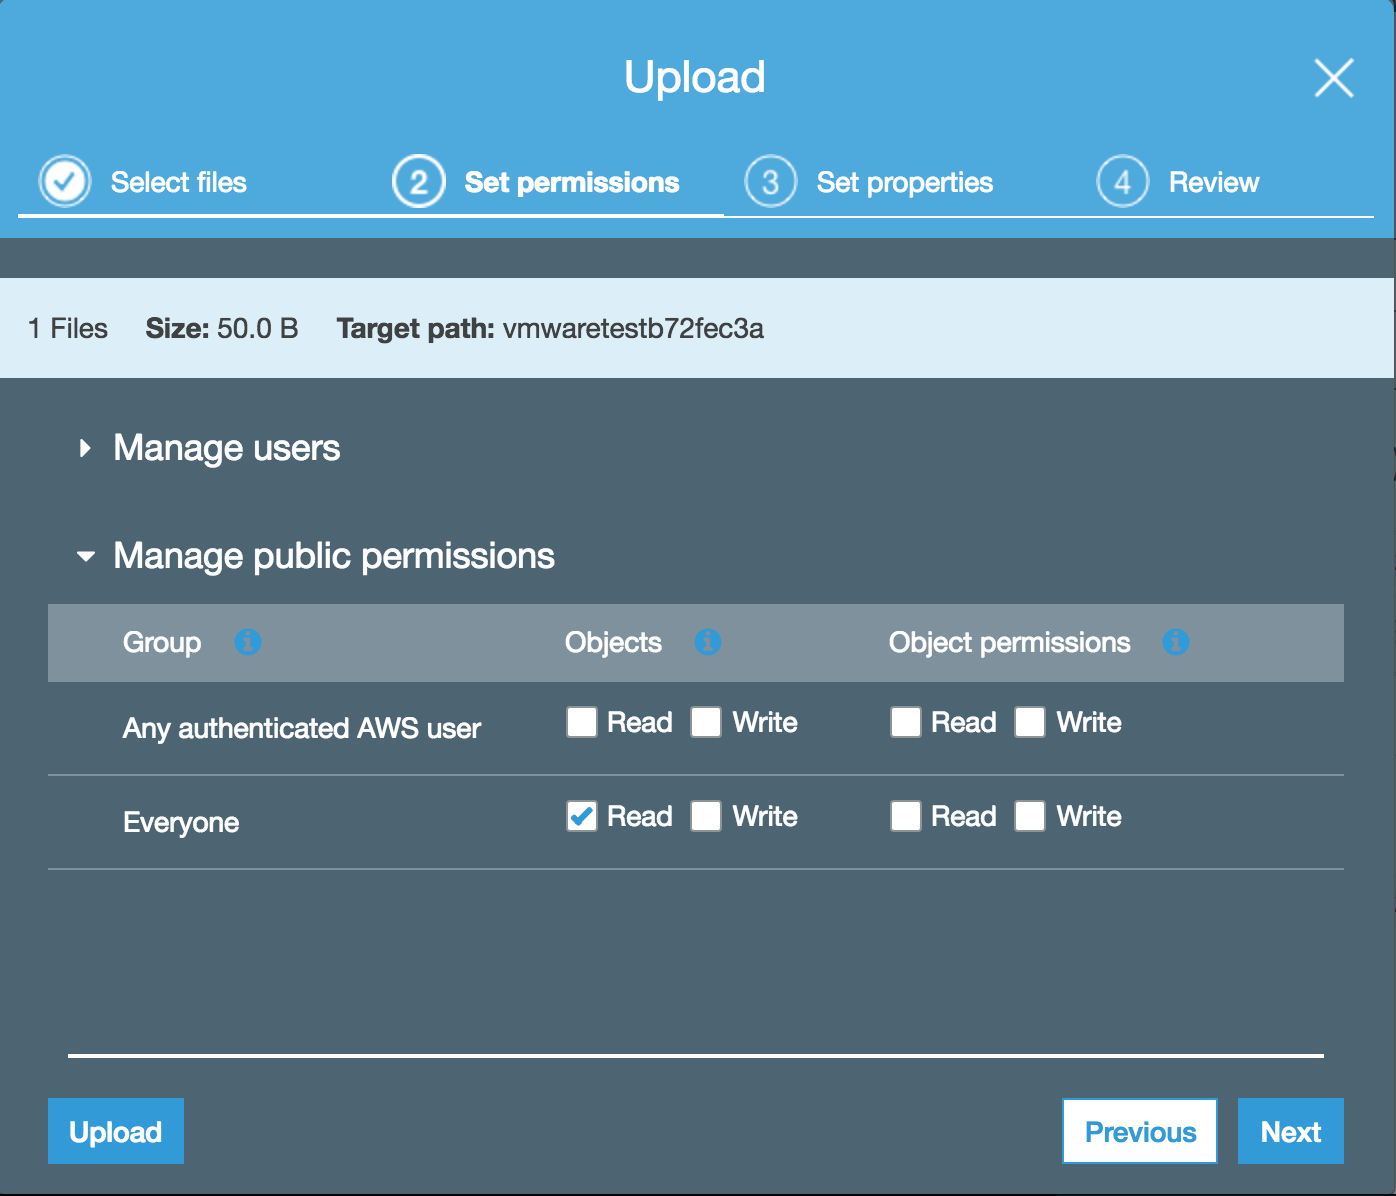 Upload
Select files 2 Set permissions 3 Set properties 4 Review
1 Files Size: 50.0 B Target path: vmwaretestb72fec3a
Manage users
Manage public permissions
Group Objects Object permissions
Any authenticated AWS user Read Write Read Write
Everyone Read Write Read Write
Upload Previous Next